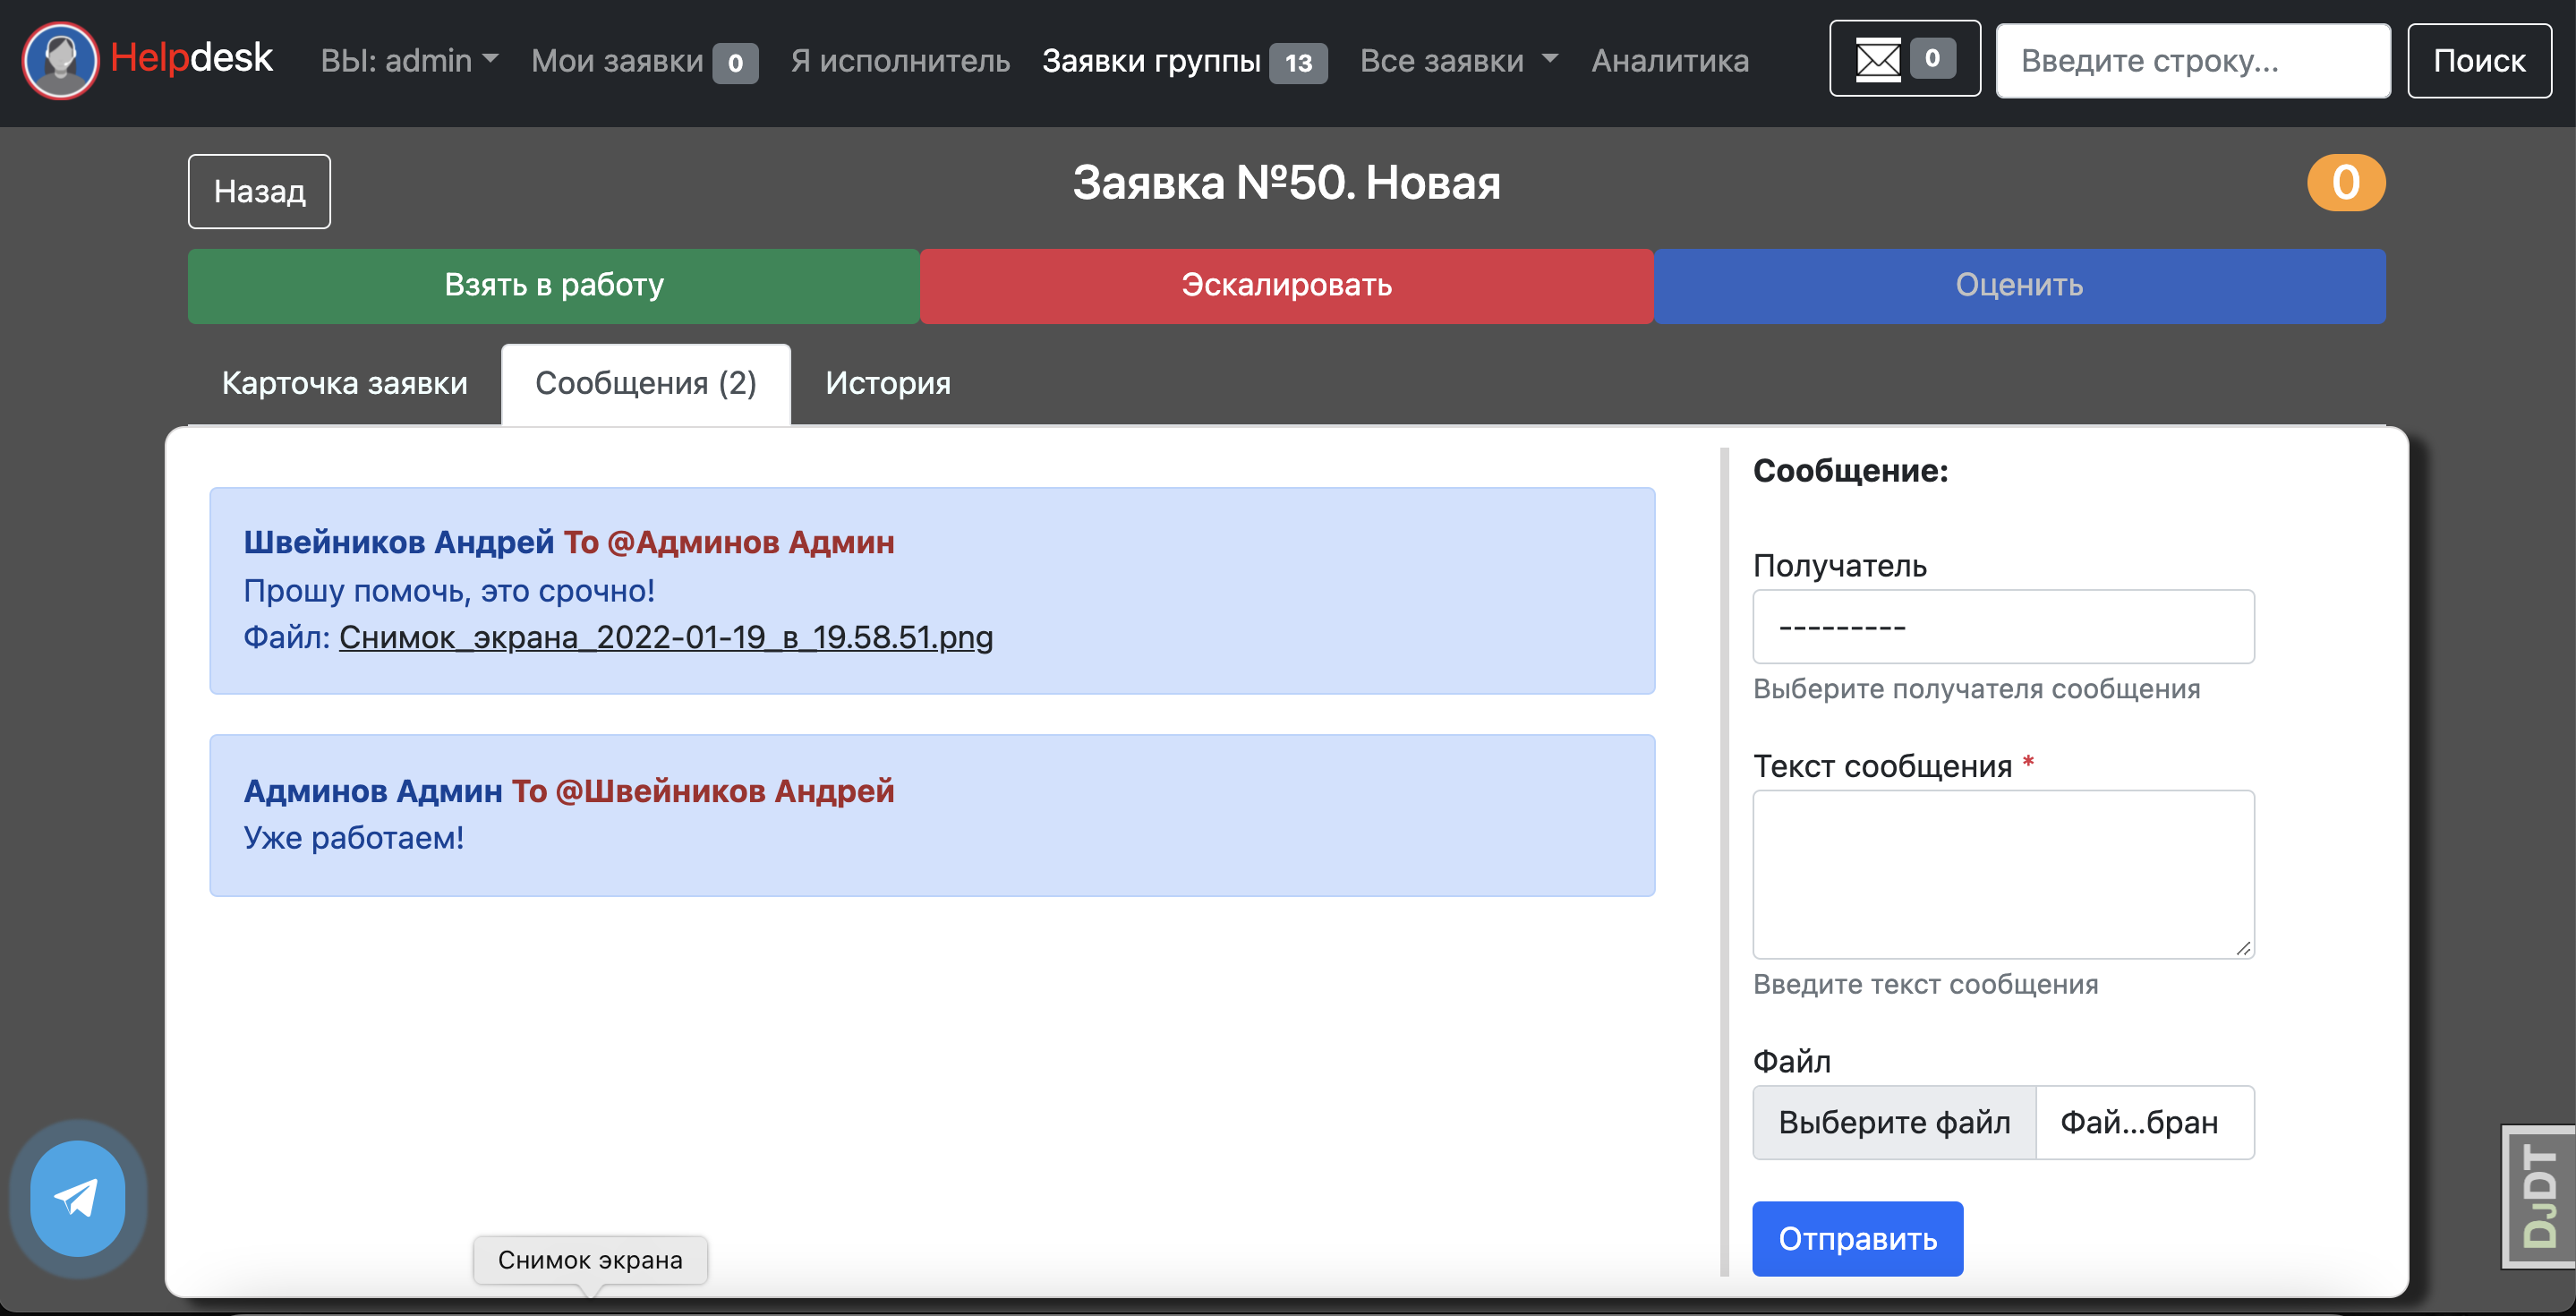 Helpdesk ВЫ: admin Мои заявки 0 Я исполнитель Заявки группы 13 Все заявки Аналитика 0 Введите строку... Поиск
Назад Заявка №50. Новая 0
Взять в работу Эскалировать Оценить
Карточка заявки Сообщения (2) История
Швейников Андрей To @Админов Админ
Прошу помочь, это срочно!
Файл: Снимок_экрана_2022-01-19_в_19.58.51.png
Админов Админ To @Швейников Андрей
Уже работаем!
Сообщение:
Получатель
---------
Выберите получателя сообщения
Текст сообщения *
Введите текст сообщения
Файл
Выберите файл Фай...бран
Отправить
Снимок экрана
DJDT